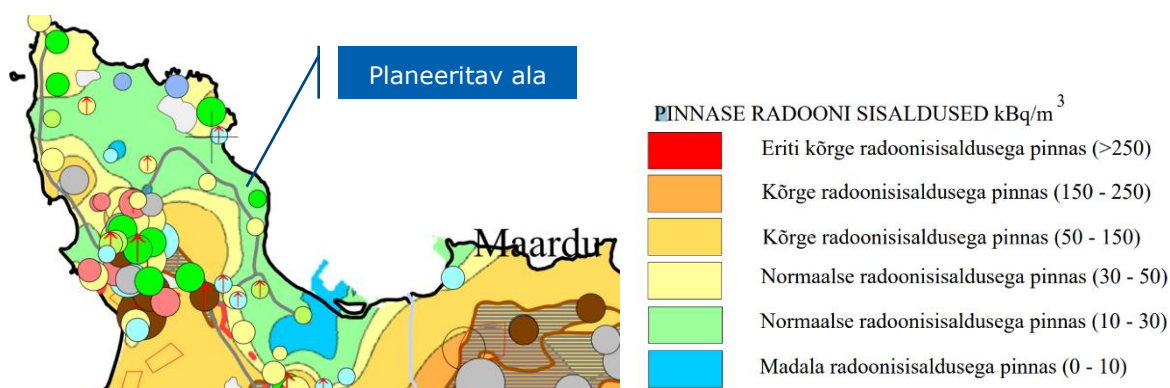 Planeeritav ala
Maardu
PINNASE RADOONI SISALDUSED kBq/m³
Eriti kõrge radoonisisaldusega pinnas (>250)
Kõrge radoonisisaldusega pinnas (150 - 250)
Kõrge radoonisisaldusega pinnas (50 - 150)
Normaalse radoonisisaldusega pinnas (30 - 50)
Normaalse radoonisisaldusega pinnas (10 - 30)
Madala radoonisisaldusega pinnas (0 - 10)